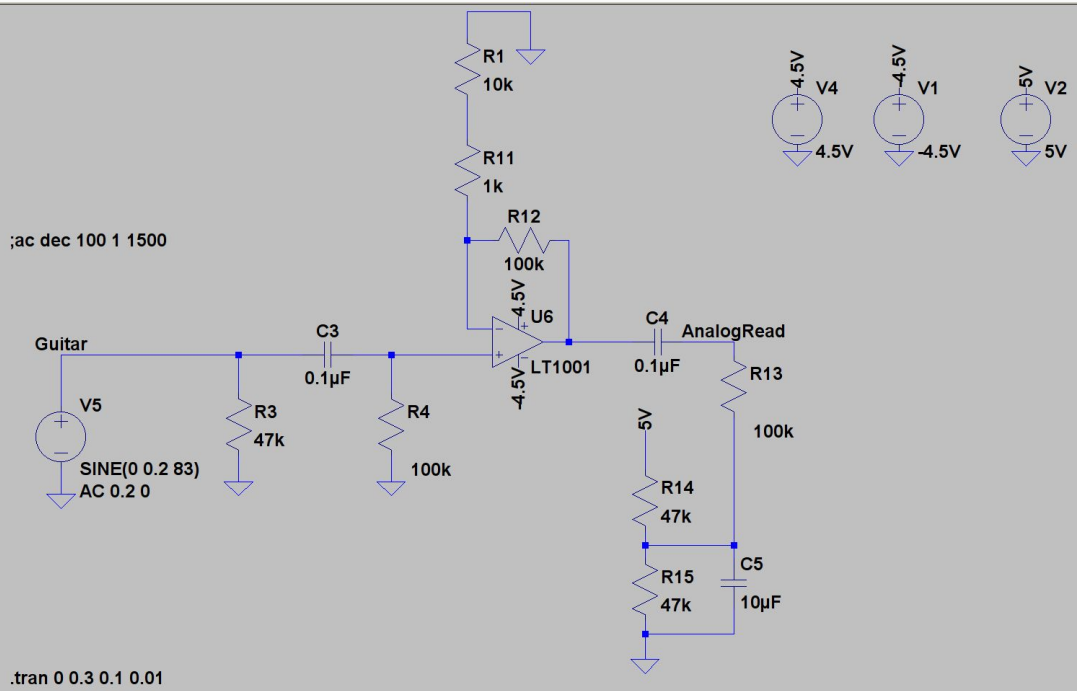 R1
10k
4.5V
V4
4.5V
-4.5V
V1
-4.5V
5V
V2
5V
R11
1k
R12
100k
;ac dec 100 1 1500
4.5V
U6
LT1001
-4.5V
Guitar
C3
0.1µF
C4
0.1µF
AnalogRead
R13
100k
V5
SINE(0 0.2 83)
AC 0.2 0
R3
47k
R4
100k
5V
R14
47k
R15
47k
C5
10µF
.tran 0 0.3 0.1 0.01